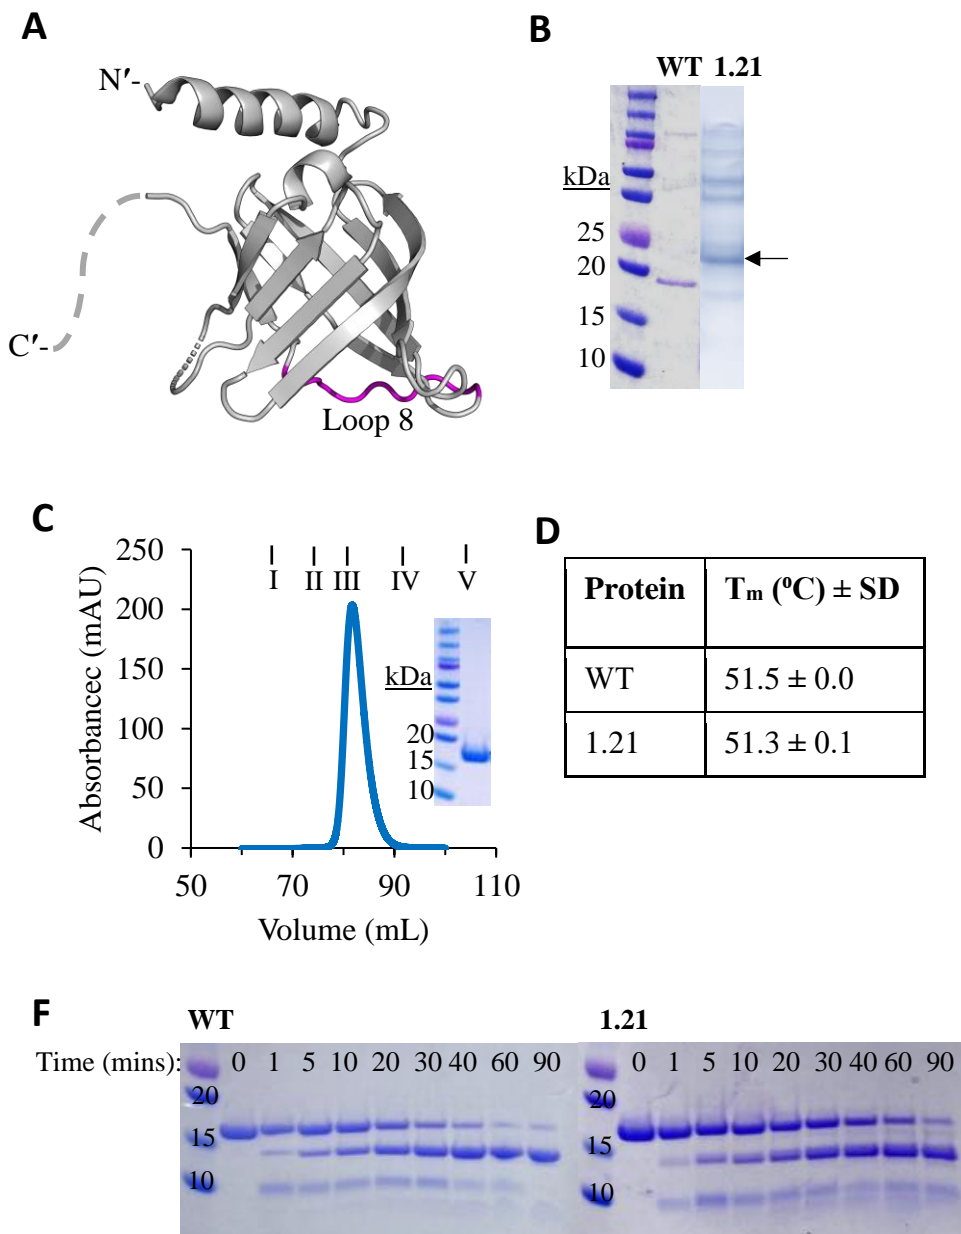 A
N′-
C′-
Loop 8
B
WT 1.21
kDa
25
20
15
10
C
Absorbancec (mAU)
250
200
150
100
50
0
I II III IV V
kDa
20
15
10
50 70 90 110
Volume (mL)
D
Protein Tm (⁰C) ± SD
WT 51.5 ± 0.0
1.21 51.3 ± 0.1
F
WT 1.21
Time (mins): 0 1 5 10 20 30 40 60 90 0 1 5 10 20 30 40 60 90
20 20
15 15
10 10